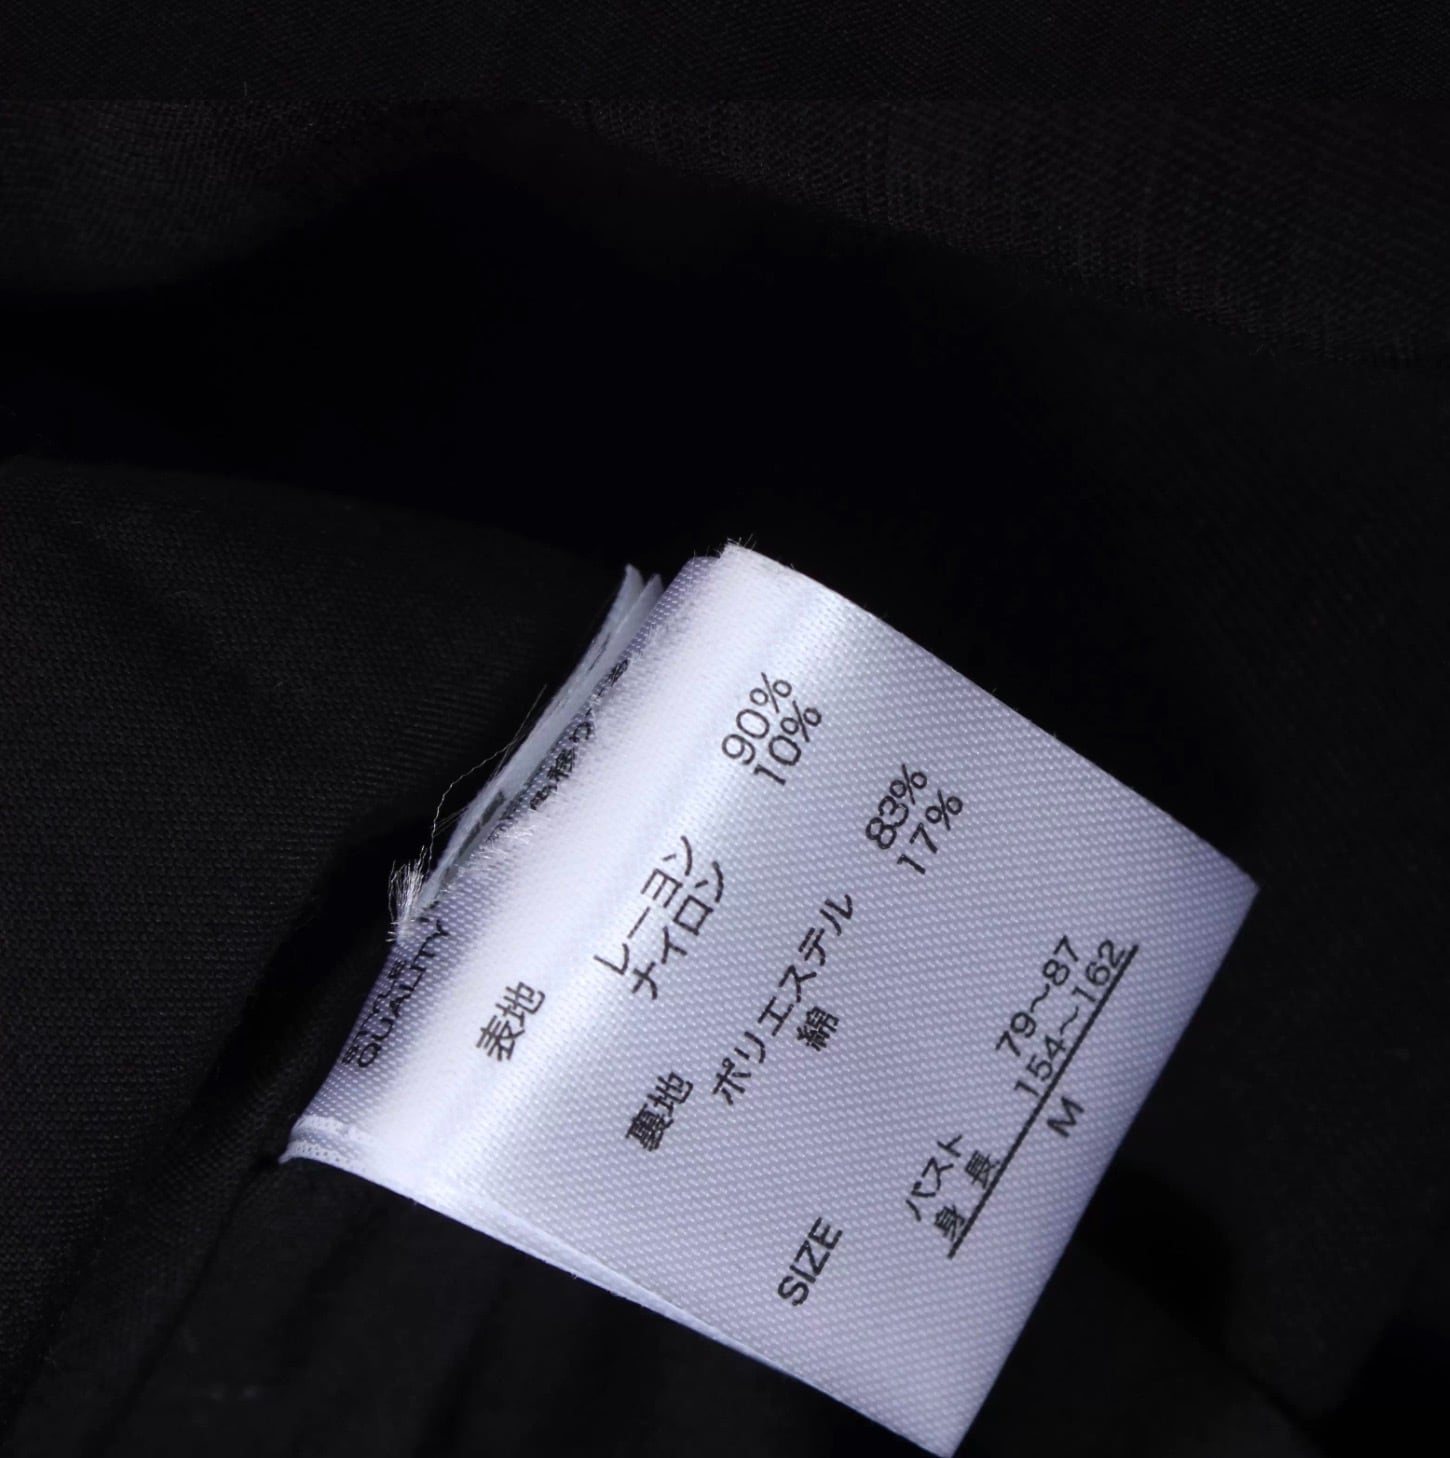 QUALITY
表地
レーヨン 90%
ナイロン 10%
裏地
ポリエステル 83%
綿 17%
SIZE
バスト 79~87
身長 154~162
M